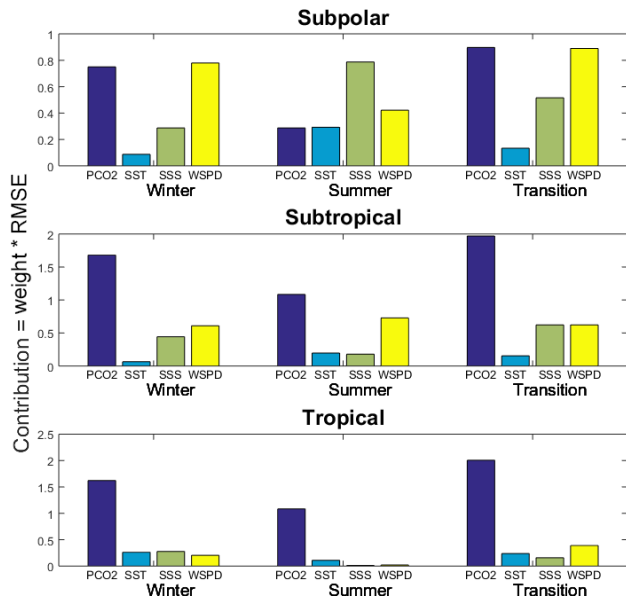 Subpolar
1
0.8
0.6
0.4
0.2
0
PCO2 SST SSS WSPD PCO2 SST SSS WSPD PCO2 SST SSS WSPD
Winter Summer Transition
Subtropical
2
1.5
1
0.5
0
PCO2 SST SSS WSPD PCO2 SST SSS WSPD PCO2 SST SSS WSPD
Winter Summer Transition
Tropical
2.5
2
1.5
1
0.5
0
PCO2 SST SSS WSPD PCO2 SST SSS WSPD PCO2 SST SSS WSPD
Winter Summer Transition
Contribution = weight * RMSE